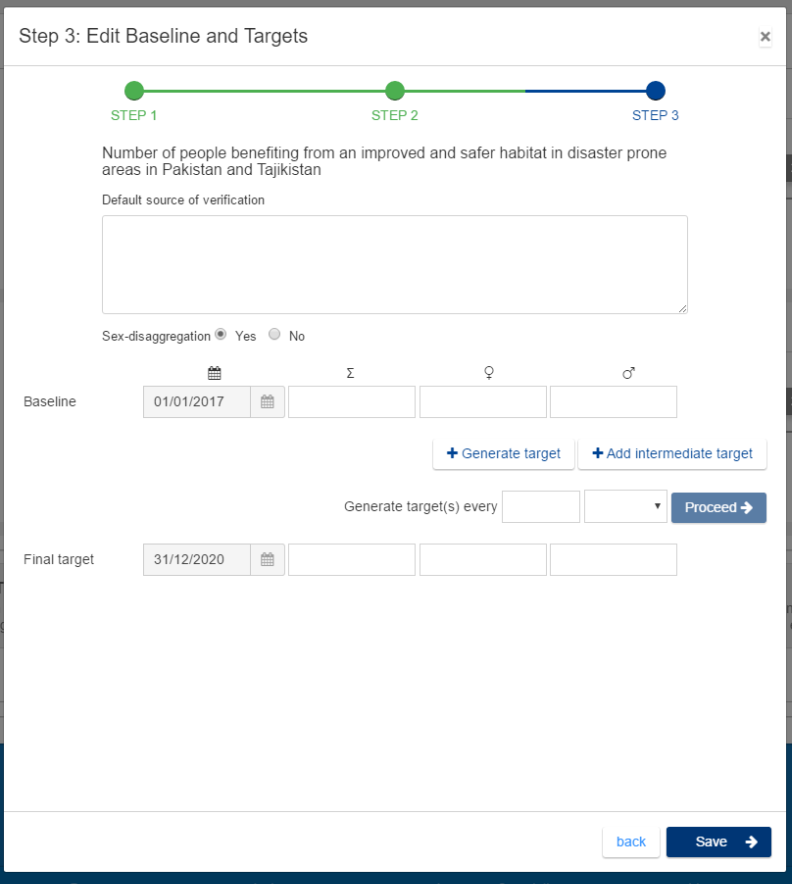 Step 3: Edit Baseline and Targets ×
STEP 1 STEP 2 STEP 3
Number of people benefiting from an improved and safer habitat in disaster prone
areas in Pakistan and Tajikistan
Default source of verification
Sex-disaggregation Yes No
Σ ♀ ♂
Baseline 01/01/2017
+ Generate target + Add intermediate target
Generate target(s) every Proceed →
Final target 31/12/2020
back Save →